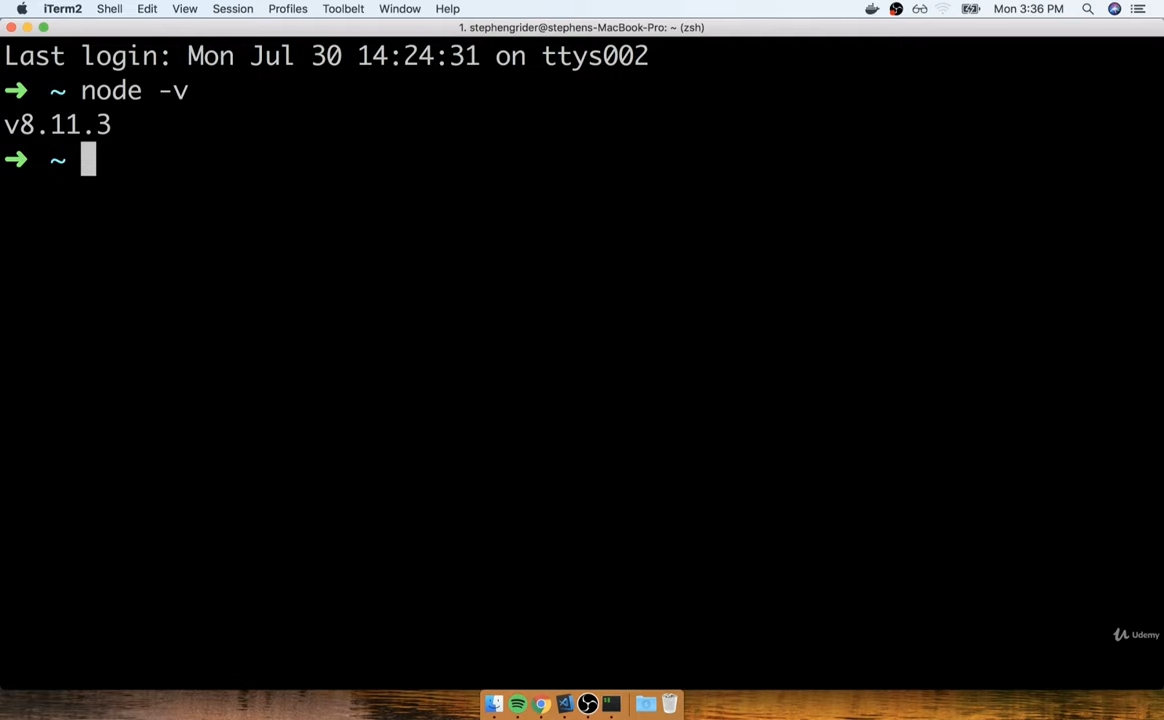 iTerm2 Shell Edit View Session Profiles Toolbelt Window Help Mon 3:36 PM
1. stephengrider@stephens-MacBook-Pro: ~ (zsh)
Last login: Mon Jul 30 14:24:31 on ttys002
➜ ~ node -v
v8.11.3
➜ ~
Udemy